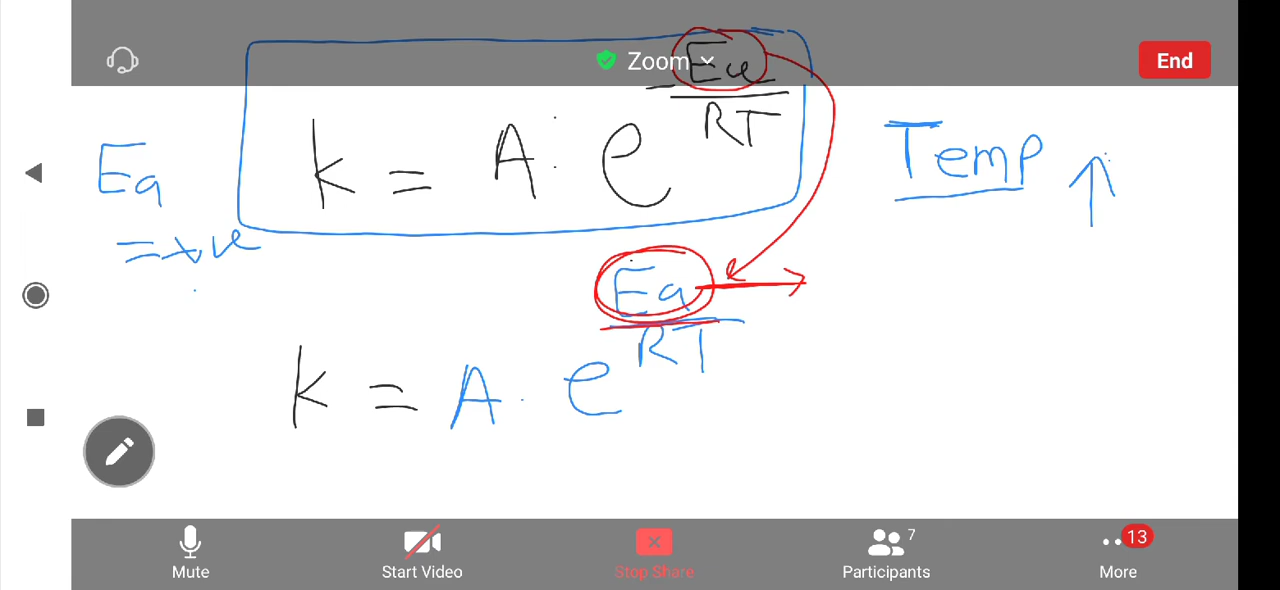 Zoom
End
k = A . e^-Ea/RT
Ea
= +ve
Temp ↑
Ea
RT
k = A . e
Mute
Start Video
Stop Share
7
Participants
13
More